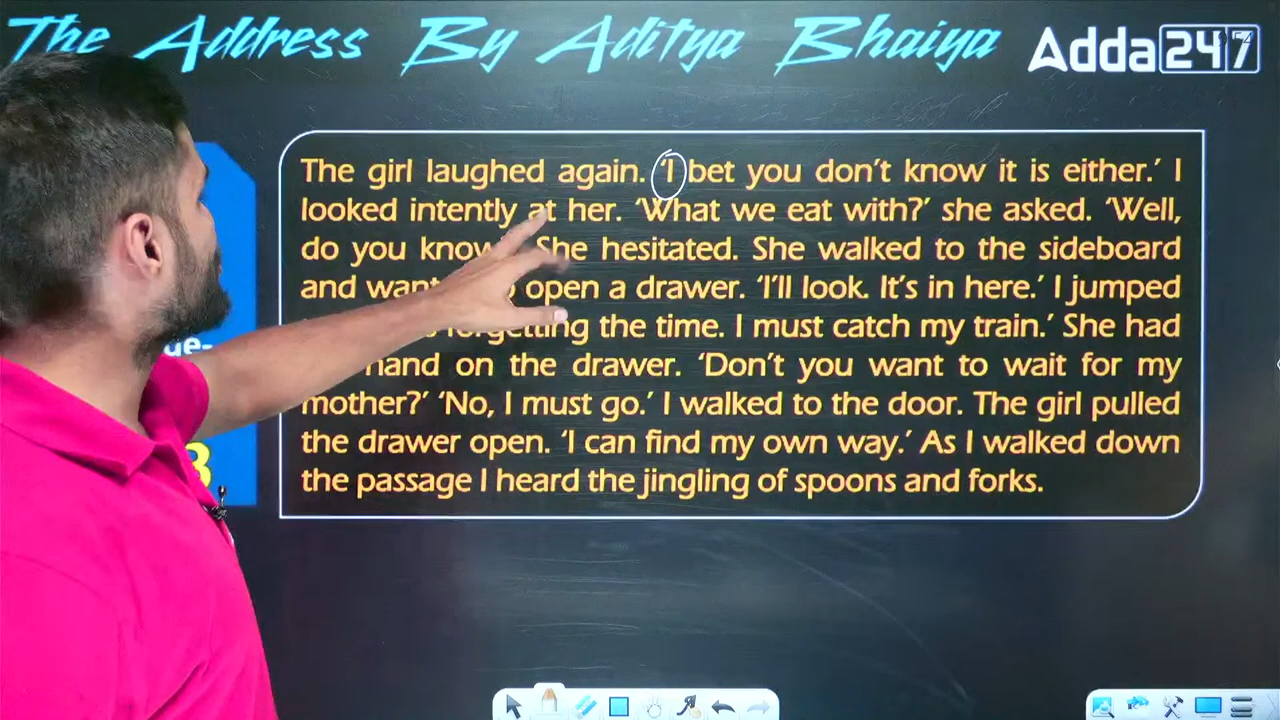 The Address By Aditya Bhaiya
Adda 247
The girl laughed again. ‘I bet you don’t know it is either.’ I
looked intently at her. ‘What we eat with?’ she asked. ‘Well,
do you know She hesitated. She walked to the sideboard
and open a drawer. ‘I’ll look. It’s in here.’ I jumped
forgetting the time. I must catch my train.’ She had
hand on the drawer. ‘Don’t you want to wait for my
mother?’ ‘No, I must go.’ I walked to the door. The girl pulled
the drawer open. ‘I can find my own way.’ As I walked down
the passage I heard the jingling of spoons and forks.